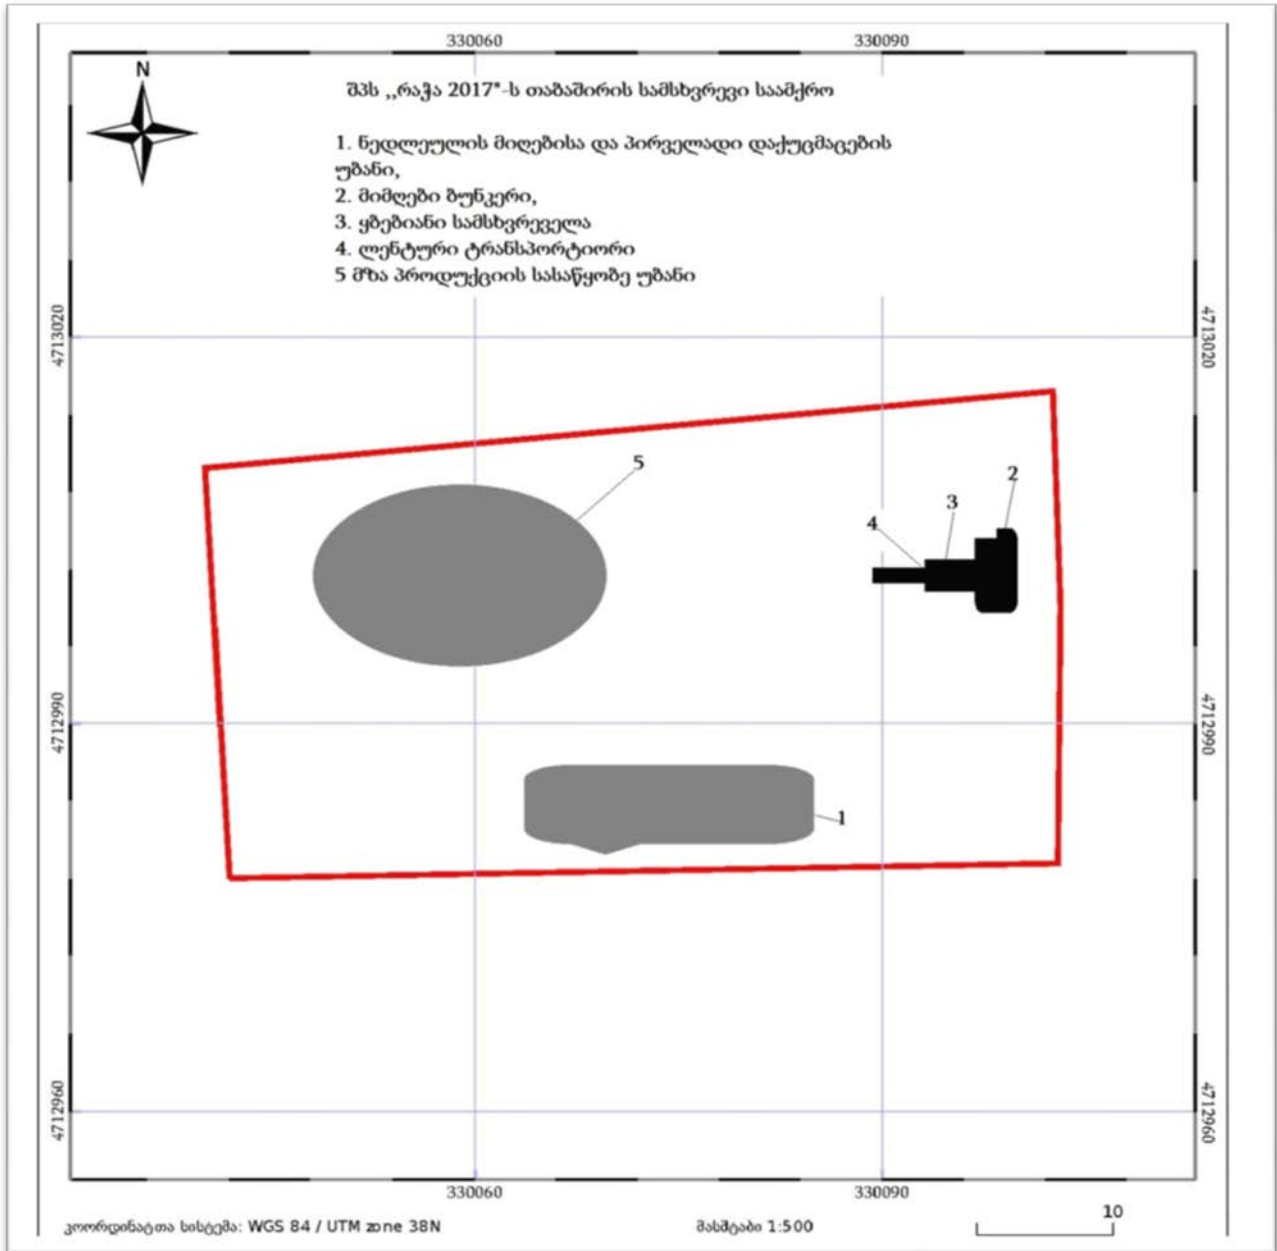 330060 330090
N
შპს ,,რაჭა 2017"-ს თაბაშირის სამსხვრევი საამქრო
1. ნედლეულის მიღებისა და პირველადი დაქუცმაცების
უბანი,
2. მიმღები ბუნკერი,
3. ყბებიანი სამსხვრეველა
4. ლენტური ტრანსპორტიორი
5 მზა პროდუქციის სასაწყობე უბანი
4713020 4713020
5
2
3
4
4712990 4712990
1
4712960 4712960
330060 330090
კოორდინატთა სისტემა: WGS 84 / UTM zone 38N მასშტაბი 1:500 10